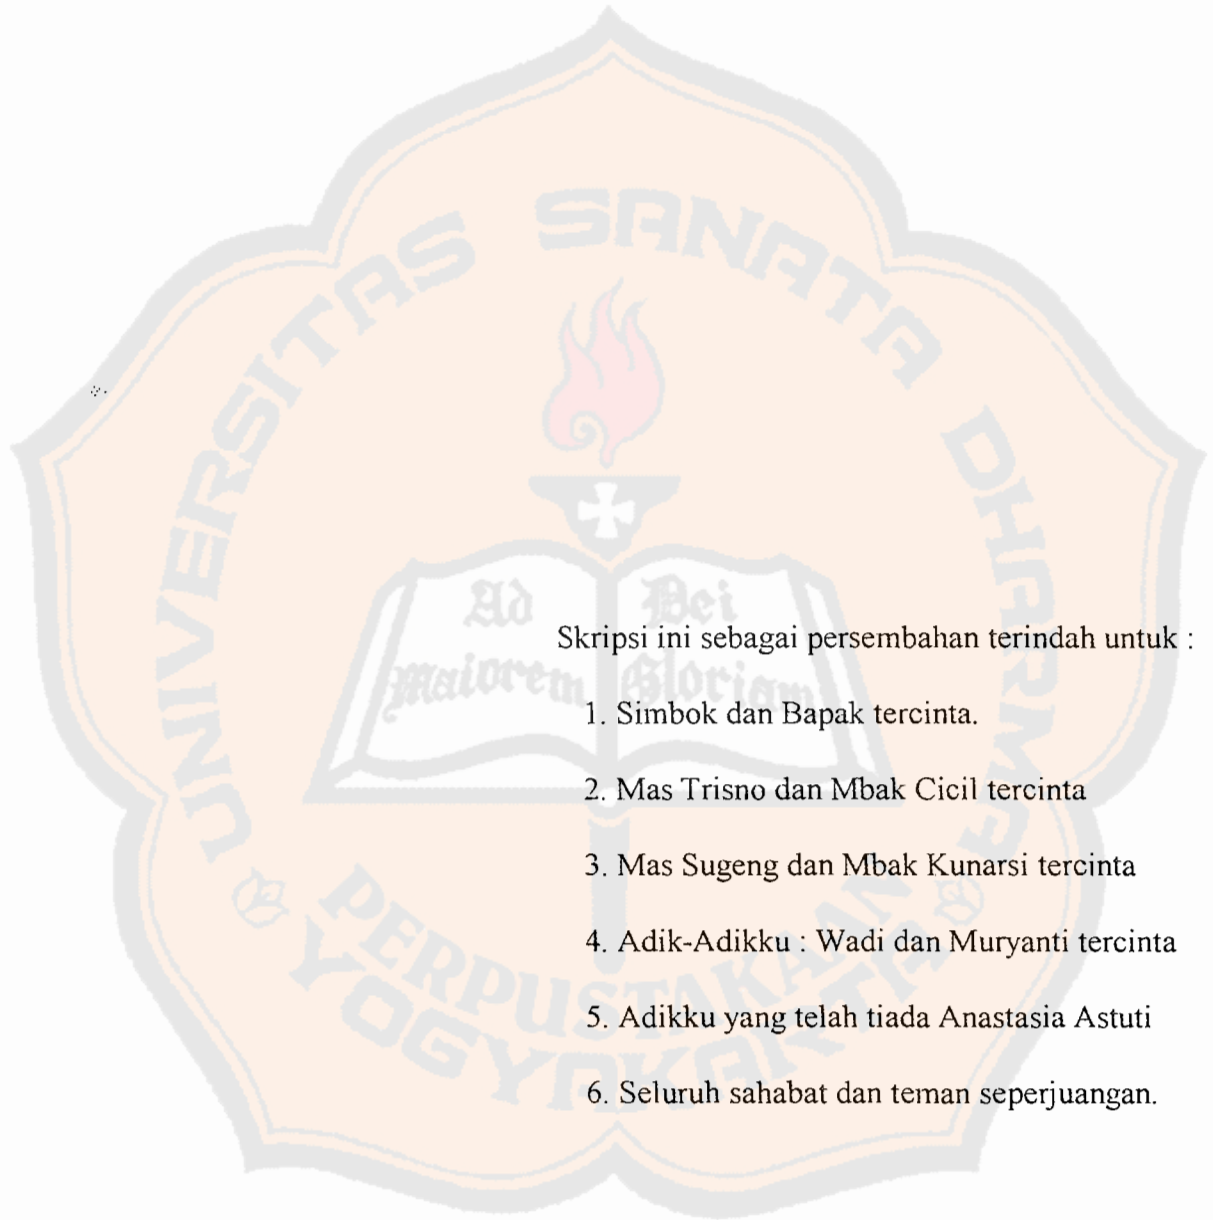 UNIVERSITAS SANATA DHARMA
Ad Dei
maiorem Gloriam
Skripsi ini sebagai persembahan terindah untuk :
1. Simbok dan Bapak tercinta.
2. Mas Trisno dan Mbak Cicil tercinta
3. Mas Sugeng dan Mbak Kunarsi tercinta
4. Adik-Adikku : Wadi dan Muryanti tercinta
5. Adikku yang telah tiada Anastasia Astuti
6. Seluruh sahabat dan teman seperjuangan.
PERPUSTAKAAN
YOGYAKARTA